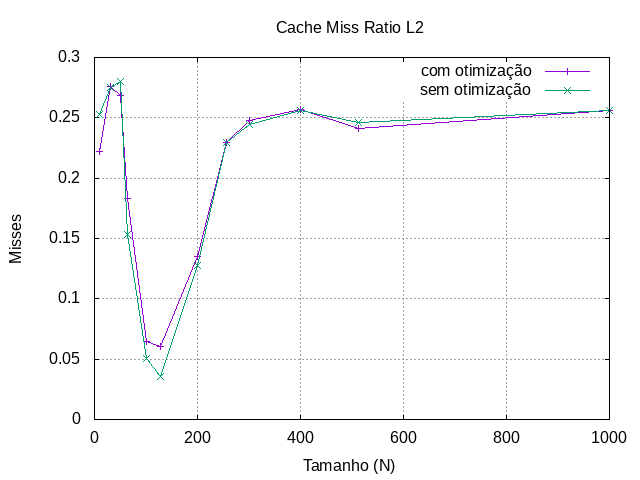 Cache Miss Ratio L2
0.3
com otimização
sem otimização
0.25
0.2
Misses
0.15
0.1
0.05
0
0 200 400 600 800 1000
Tamanho (N)